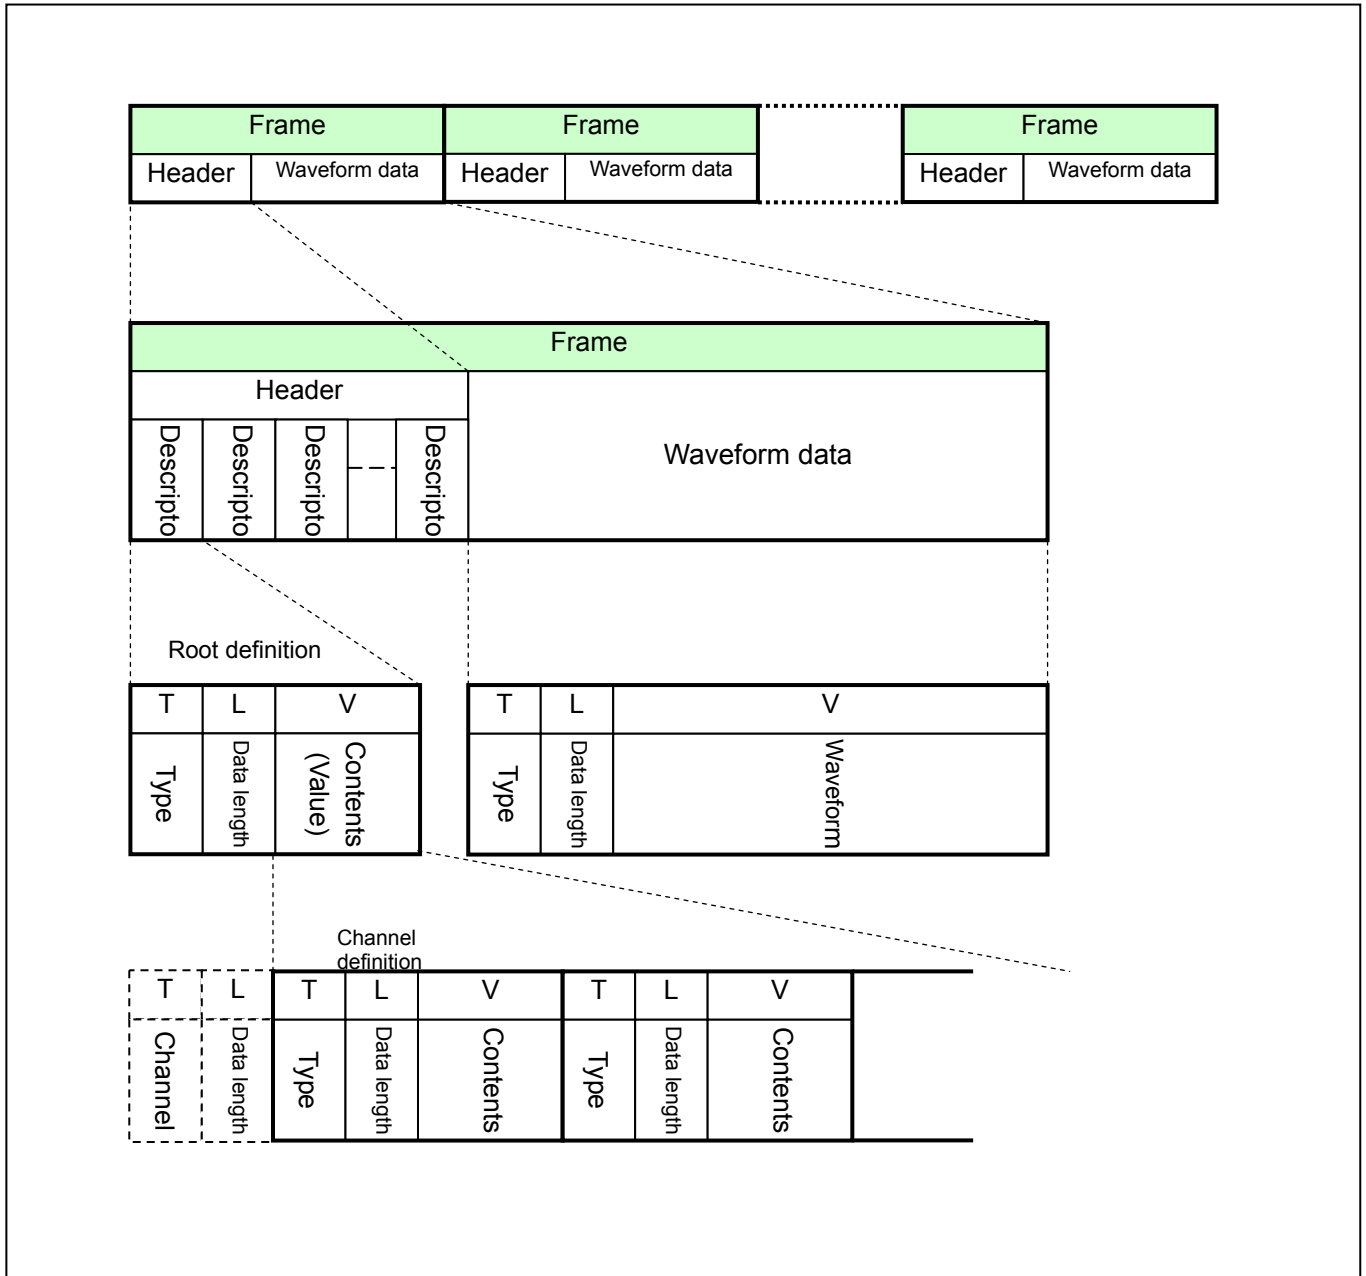 Frame Frame Frame
Header Waveform data Header Waveform data Header Waveform data
Frame
Header
Descripto Descripto Descripto Descripto
Waveform data
Root definition
T L V T L V
Type Data length Contents (Value) Type Data length Waveform
Channel
definition
T L T L V T L V
Channel Data length Type Data length Contents Type Data length Contents